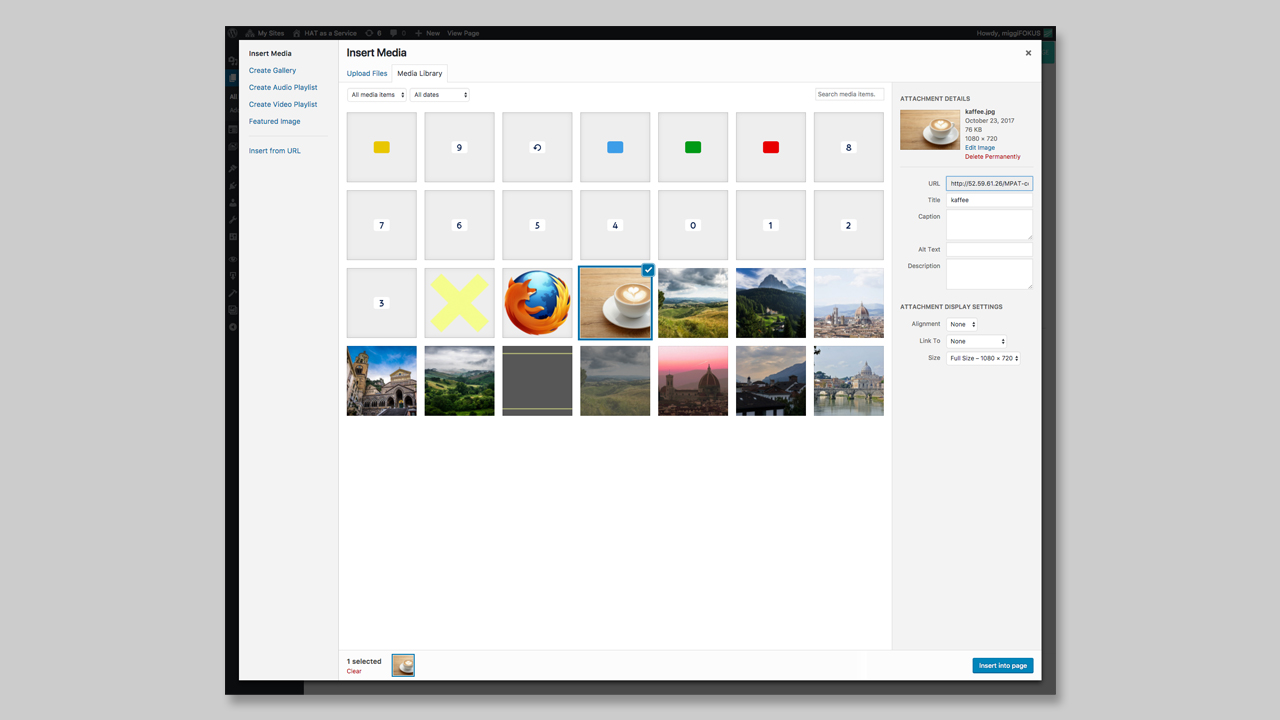 My Sites
HAT as a Service
6
0
New
View Page
Howdy, miggiFOKUS
Insert Media
Create Gallery
Create Audio Playlist
Create Video Playlist
Featured Image
Insert from URL
Insert Media
Upload Files
Media Library
All media items
All dates
Search media items.
9
8
7
6
5
4
0
1
2
3
ATTACHMENT DETAILS
kaffee.jpg
October 23, 2017
76 KB
1080 × 720
Edit Image
Delete Permanently
URL
http://52.59.61.26/MPAT-c
Title
kaffee
Caption
Alt Text
Description
ATTACHMENT DISPLAY SETTINGS
Alignment
None
Link To
None
Size
Full Size – 1080 × 720
1 selected
Clear
Insert into page